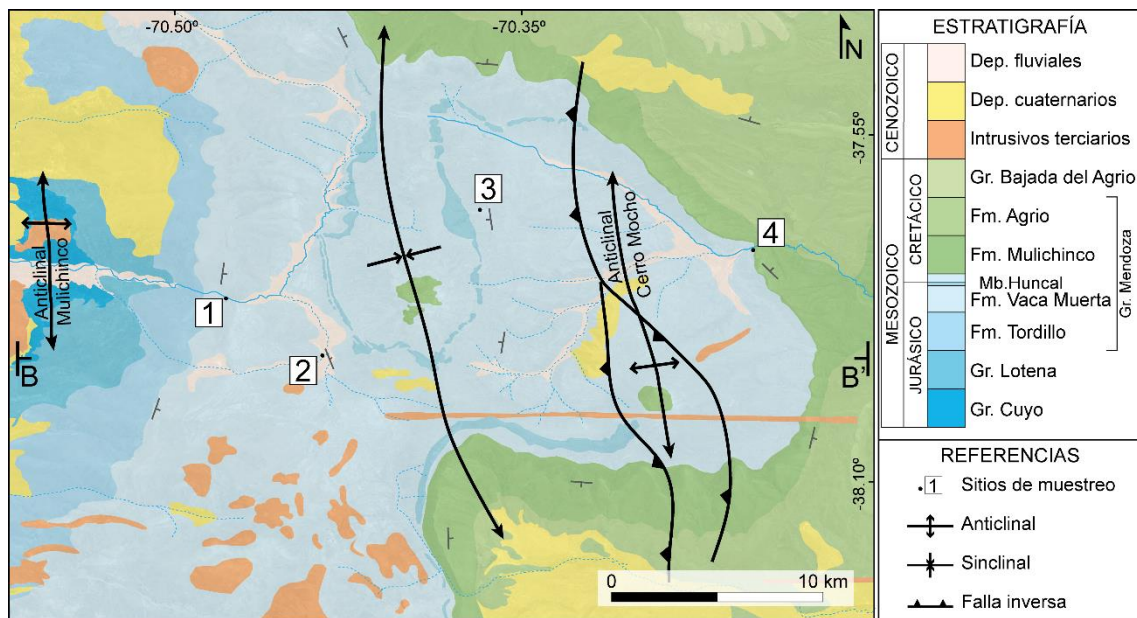 -70.50º
-70.35º
N
-37.55º
3
4
Anticlinal
Mulichinco
Anticlinal
Cerro Mocho
1
2
B
B'
-38.10º
0
10 km
ESTRATIGRAFÍA
CENOZOICO
Dep. fluviales
Dep. cuaternarios
Intrusivos terciarios
MESOZOICO
CRETÁCICO
Gr. Bajada del Agrio
Fm. Agrio
Fm. Mulichinco
Mb.Huncal
Gr. Mendoza
JURÁSICO
Fm. Vaca Muerta
Fm. Tordillo
Gr. Lotena
Gr. Cuyo
REFERENCIAS
1
Sitios de muestreo
Anticlinal
Sinclinal
Falla inversa